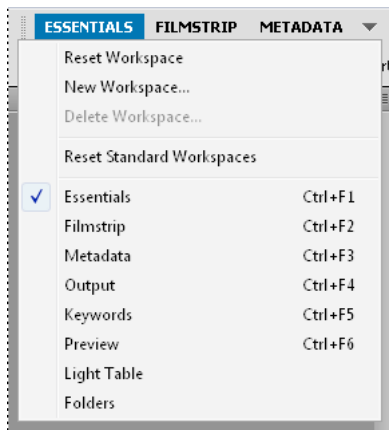 ESSENTIALS FILMSTRIP METADATA
Reset Workspace
New Workspace...
Delete Workspace...
Reset Standard Workspaces
Essentials Ctrl+F1
Filmstrip Ctrl+F2
Metadata Ctrl+F3
Output Ctrl+F4
Keywords Ctrl+F5
Preview Ctrl+F6
Light Table
Folders